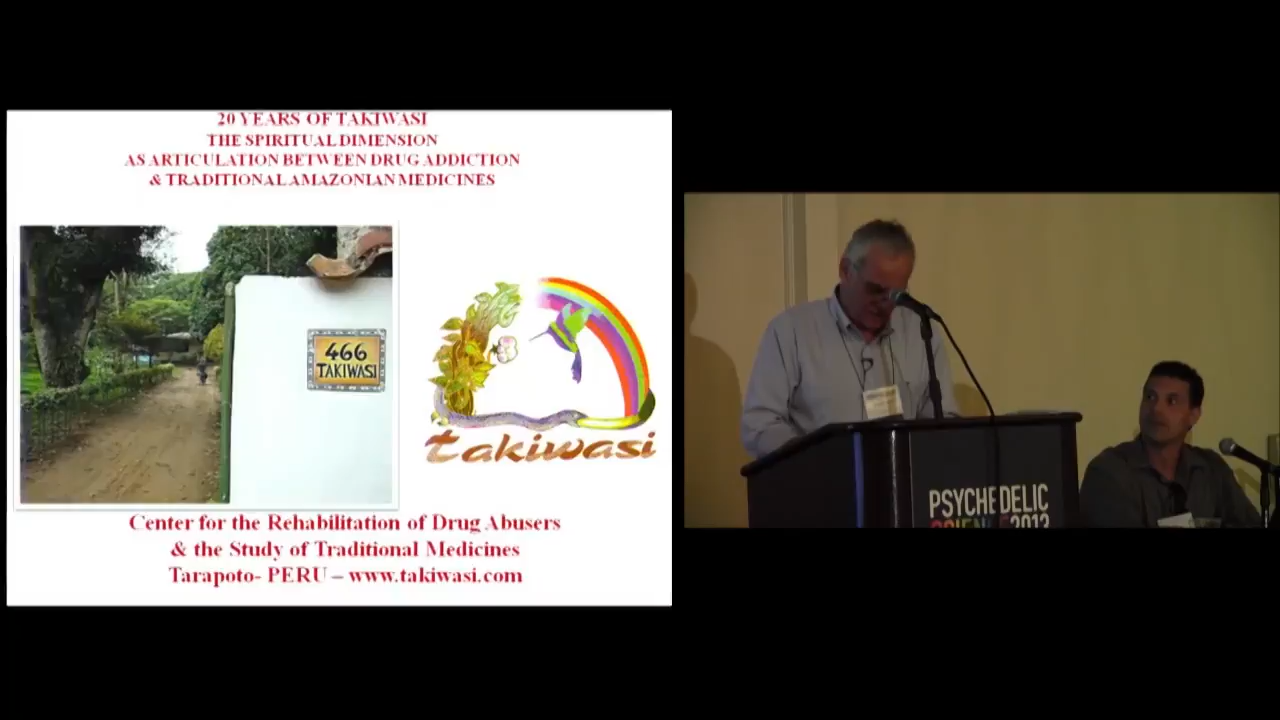 20 YEARS OF TAKIWASI
THE SPIRITUAL DIMENSION
AS ARTICULATION BETWEEN DRUG ADDICTION
& TRADITIONAL AMAZONIAN MEDICINES
466
TAKIWASI
takiwasi
Center for the Rehabilitation of Drug Abusers
& the Study of Traditional Medicines
Tarapoto- PERU – www.takiwasi.com
PSYCHEDELIC
SCIENCE2013